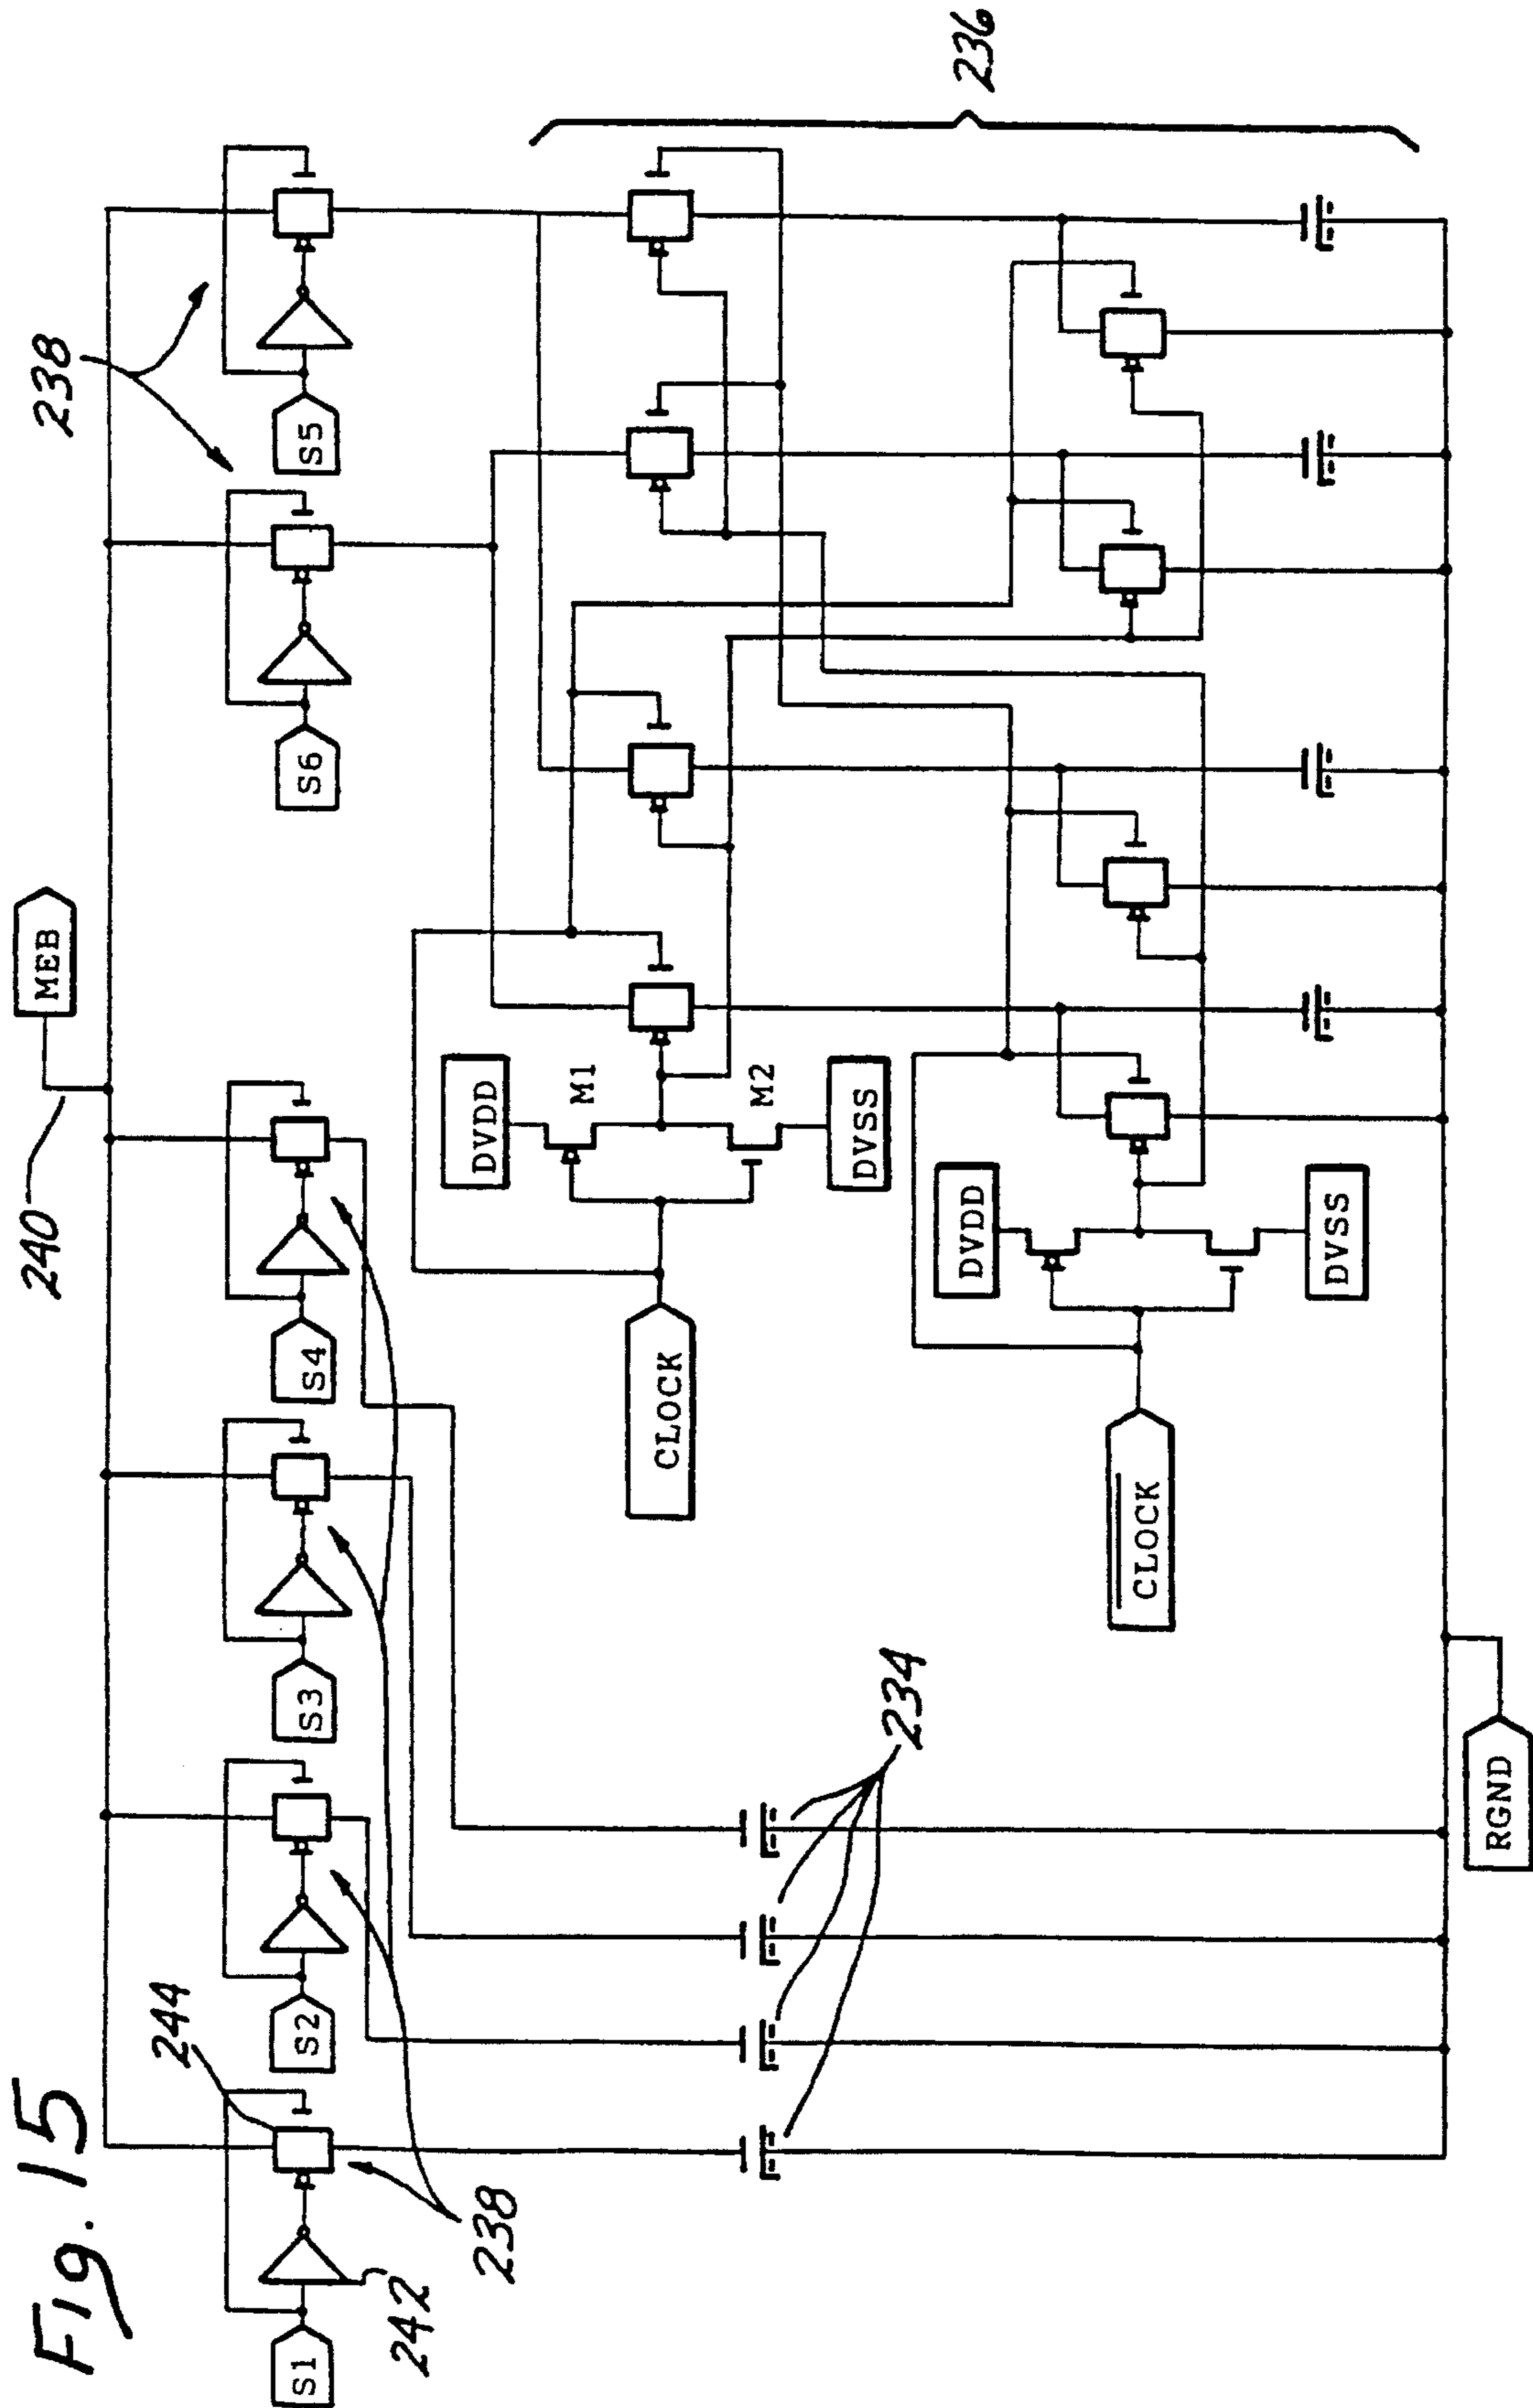 Fig. 15
240
MEB
238
S1
S2
S3
S4
S6
S5
244
242
238
DVDD
M1
M2
DVSS
CLOCK
236
DVDD
DVSS
CLOCK
234
RGND